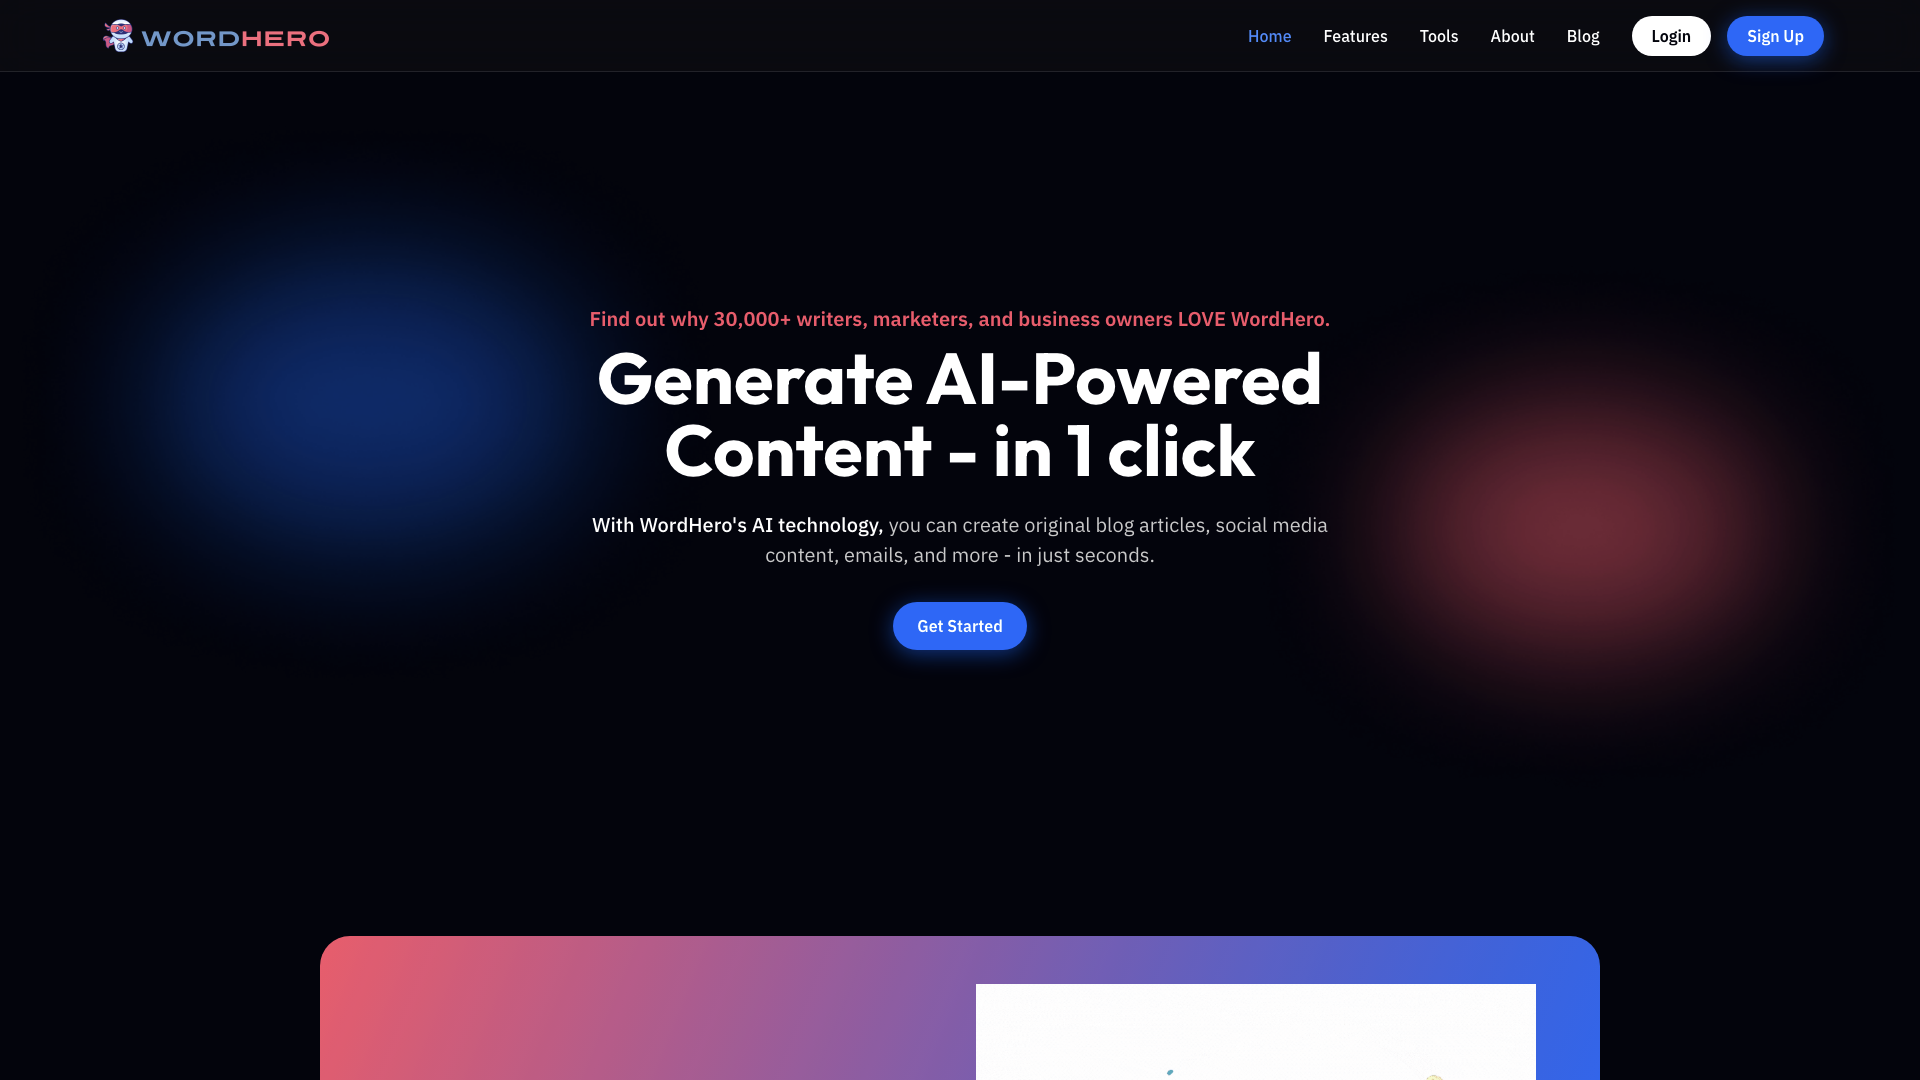 WORDHERO
Home
Features
Tools
About
Blog
Login
Sign Up
Find out why 30,000+ writers, marketers, and business owners LOVE WordHero.
Generate AI-Powered
Content - in 1 click
With WordHero's AI technology, you can create original blog articles, social media
content, emails, and more - in just seconds.
Get Started